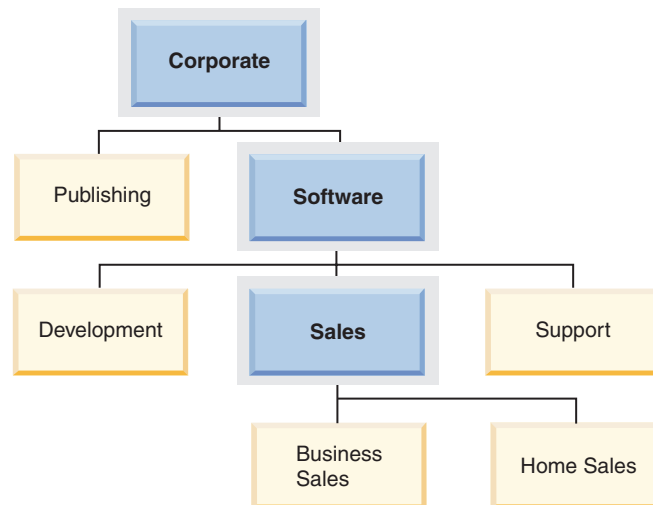 Corporate
Publishing
Software
Development
Sales
Support
Business
Sales
Home Sales